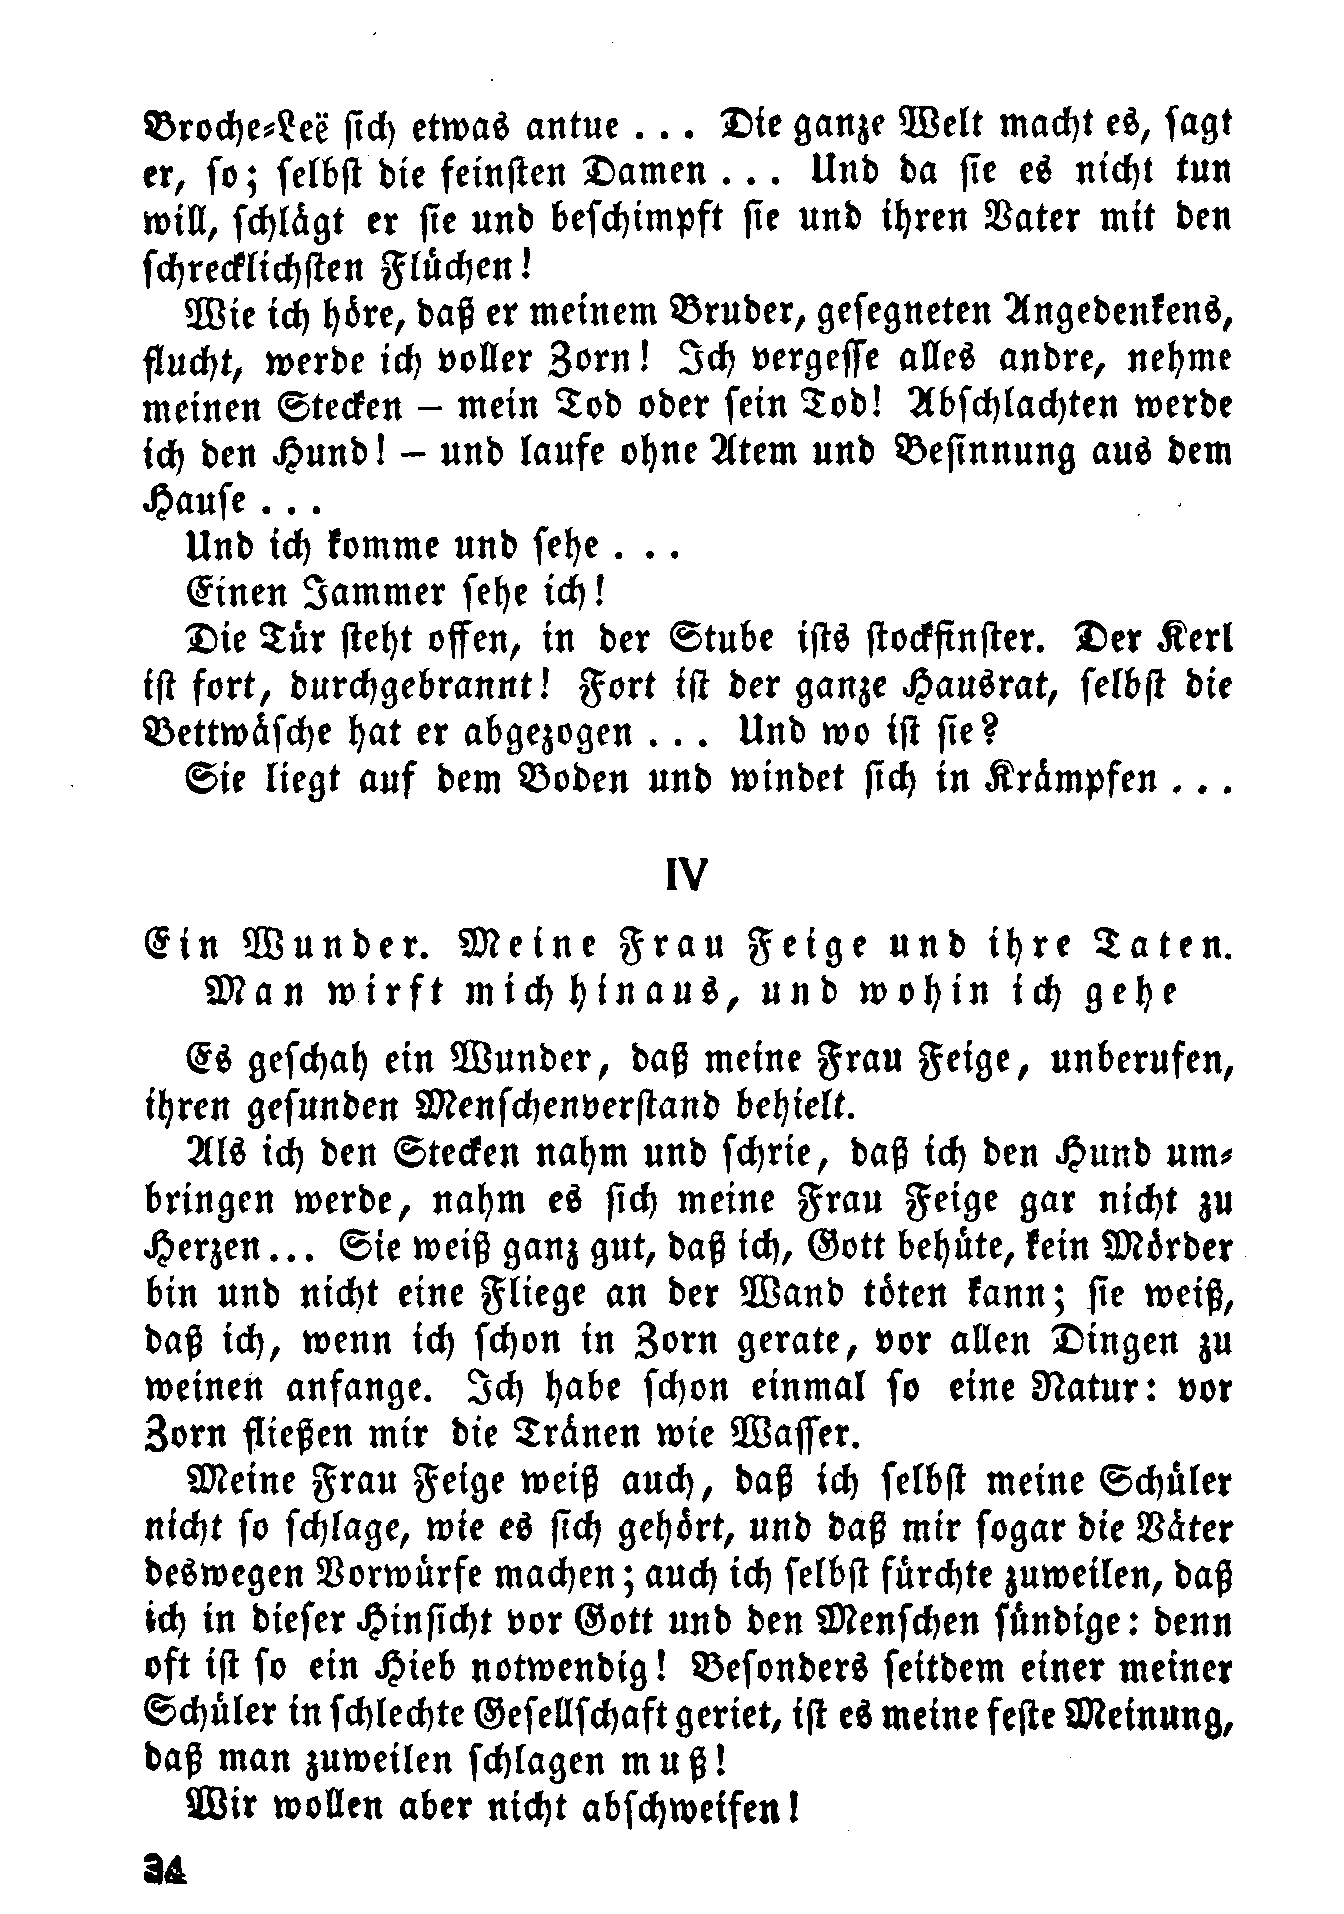 Broche-Leë sich etwas antue . . . Die ganze Welt macht es, sagt
er, so; selbst die feinsten Damen . . . Und da sie es nicht tun
will, schlägt er sie und beschimpft sie und ihren Vater mit den
schrecklichsten Flüchen!
Wie ich höre, daß er meinem Bruder, gesegneten Angedenkens,
flucht, werde ich voller Zorn! Ich vergesse alles andre, nehme
meinen Stecken – mein Tod oder sein Tod! Abschlachten werde
ich den Hund! – und laufe ohne Atem und Besinnung aus dem
Hause . . .
Und ich komme und sehe . . .
Einen Jammer sehe ich!
Die Tür steht offen, in der Stube ists stockfinster. Der Kerl
ist fort, durchgebrannt! Fort ist der ganze Hausrat, selbst die
Bettwäsche hat er abgezogen . . . Und wo ist sie?
Sie liegt auf dem Boden und windet sich in Krämpfen . . .
IV
Ein Wunder. Meine Frau Feige und ihre Taten.
Man wirft mich hinaus, und wohin ich gehe
Es geschah ein Wunder, daß meine Frau Feige, unberufen,
ihren gesunden Menschenverstand behielt.
Als ich den Stecken nahm und schrie, daß ich den Hund um-
bringen werde, nahm es sich meine Frau Feige gar nicht zu
Herzen... Sie weiß ganz gut, daß ich, Gott behüte, kein Mörder
bin und nicht eine Fliege an der Wand töten kann; sie weiß,
daß ich, wenn ich schon in Zorn gerate, vor allen Dingen zu
weinen anfange. Ich habe schon einmal so eine Natur: vor
Zorn fließen mir die Tränen wie Wasser.
Meine Frau Feige weiß auch, daß ich selbst meine Schüler
nicht so schlage, wie es sich gehört, und daß mir sogar die Väter
deswegen Vorwürfe machen; auch ich selbst fürchte zuweilen, daß
ich in dieser Hinsicht vor Gott und den Menschen sündige: denn
oft ist so ein Hieb notwendig! Besonders seitdem einer meiner
Schüler in schlechte Gesellschaft geriet, ist es meine feste Meinung,
daß man zuweilen schlagen muß!
Wir wollen aber nicht abschweifen!
34